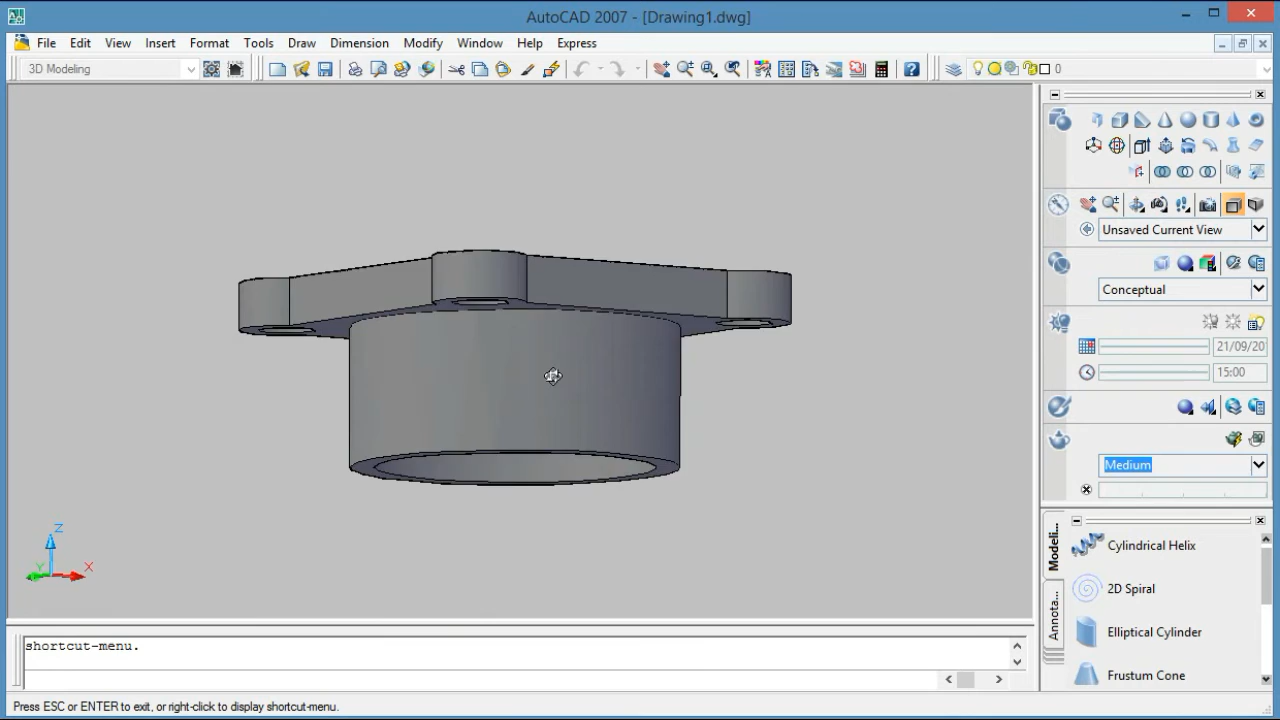 AutoCAD 2007 - [Drawing1.dwg]
File Edit View Insert Format Tools Draw Dimension Modify Window Help Express
3D Modeling
0
Unsaved Current View
Conceptual
21/09/20
15:00
Medium
Modeli...
Annota...
Cylindrical Helix
2D Spiral
Elliptical Cylinder
Frustum Cone
Z
Y
X
shortcut-menu.
Press ESC or ENTER to exit, or right-click to display shortcut-menu.